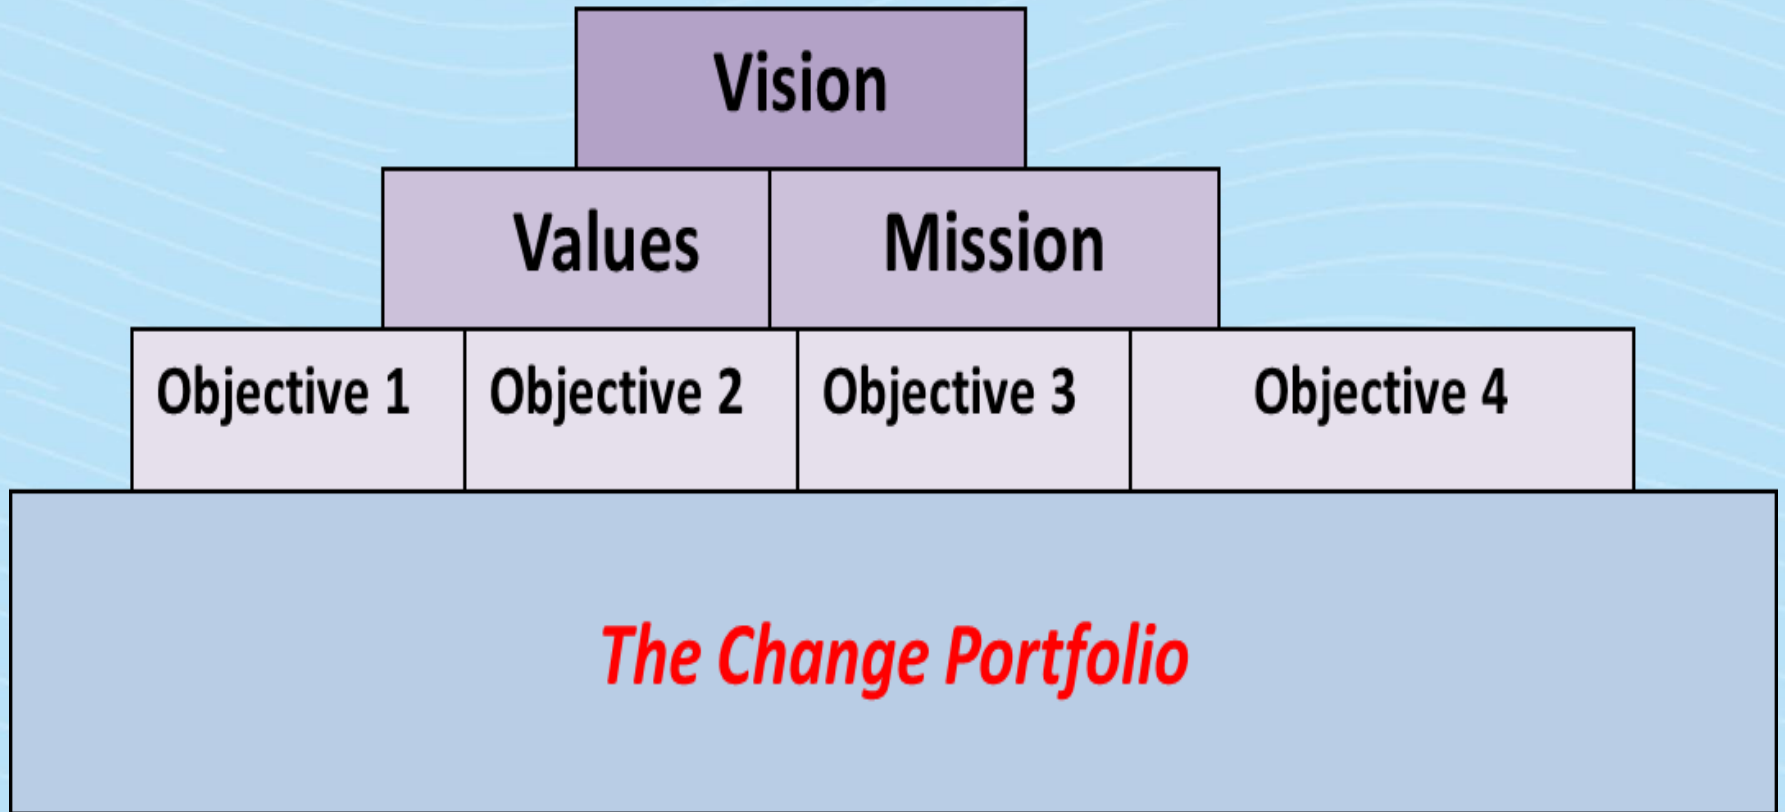 Vision
Values Mission
Objective 1 Objective 2 Objective 3 Objective 4
The Change Portfolio